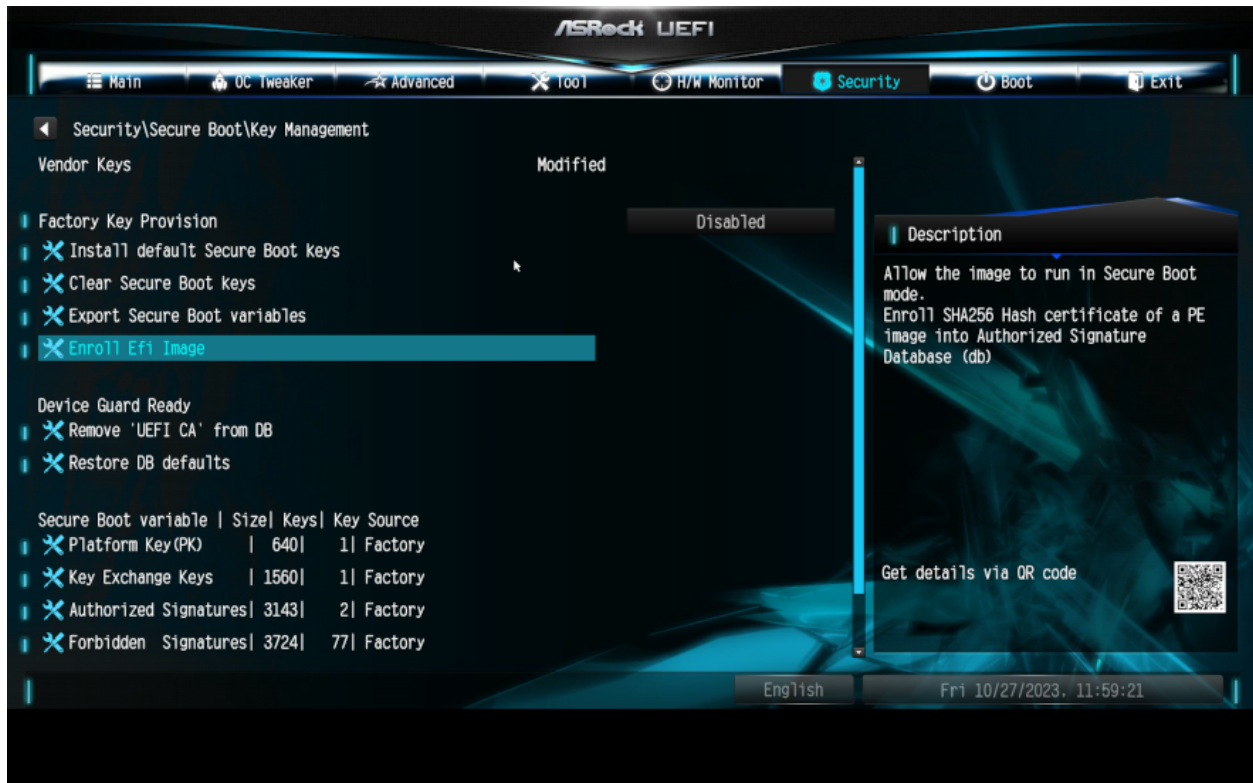 ASRock UEFI
Main OC Tweaker Advanced Tool H/W Monitor Security Boot Exit
Security\Secure Boot\Key Management
Vendor Keys Modified
Factory Key Provision Disabled
Install default Secure Boot Keys
Clear Secure Boot keys
Export Secure Boot variables
Enroll Efi Image
Device Guard Ready
Remove 'UEFI CA' from DB
Restore DB defaults
Secure Boot variable | Size| Keys| Key Source
Platform Key(PK) | 640| 1| Factory
Key Exchange Keys | 1560| 1| Factory
Authorized Signatures| 3143| 2| Factory
Forbidden Signatures| 3724| 77| Factory
Description
Allow the image to run in Secure Boot
mode.
Enroll SHA256 Hash certificate of a PE
image into Authorized Signature
Database (db)
Get details via QR code
English Fri 10/27/2023. 11:59:21